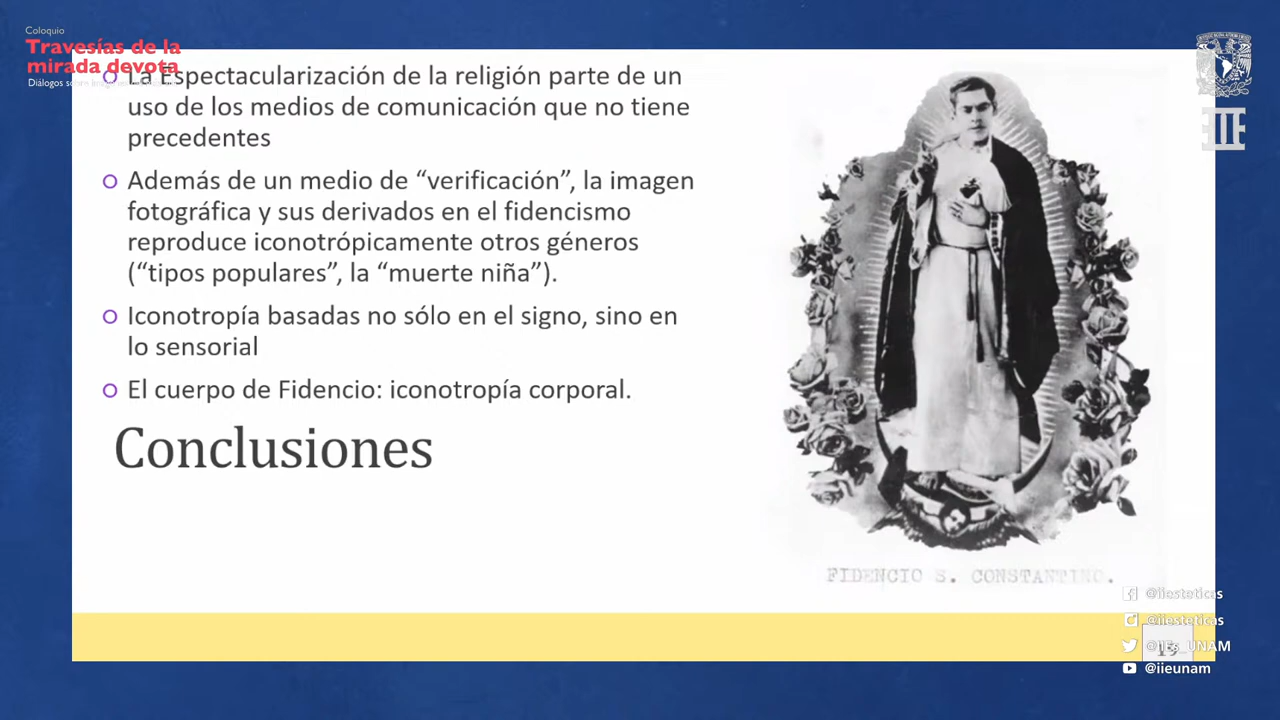 Coloquio
Travesías de la
mirada devota
La Espectacularización de la religión parte de un
uso de los medios de comunicación que no tiene
precedentes
Además de un medio de “verificación”, la imagen
fotográfica y sus derivados en el fidencismo
reproduce iconotrópicamente otros géneros
(“tipos populares”, la “muerte niña”).
Iconotropía basadas no sólo en el signo, sino en
lo sensorial
El cuerpo de Fidencio: iconotropía corporal.
Conclusiones
FIDENCIO S. CONSTANTINO.
@iiesteticas
@iiesteticas
@IIEs_UNAM
19
@iieunam